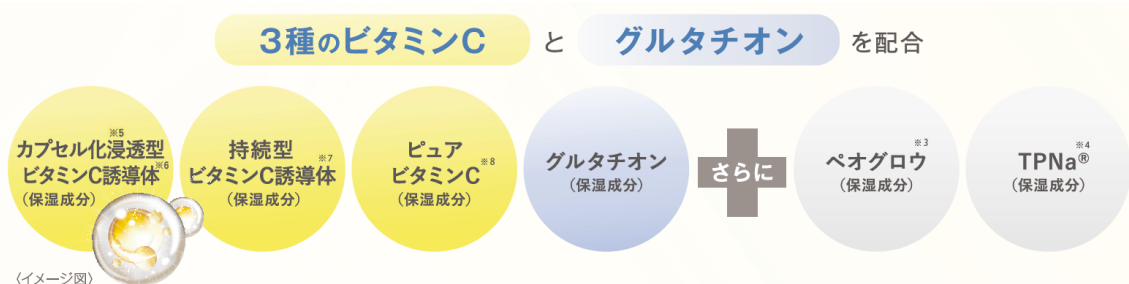 3種のビタミンC と グルタチオン を配合
カプセル化浸透型※5
ビタミンC誘導体※6
(保湿成分)
持続型
ビタミンC誘導体※7
(保湿成分)
ピュア
ビタミンC※8
(保湿成分)
グルタチオン
(保湿成分)
さらに
ペオグロウ※3
(保湿成分)
TPNa®※4
(保湿成分)
〈イメージ図〉